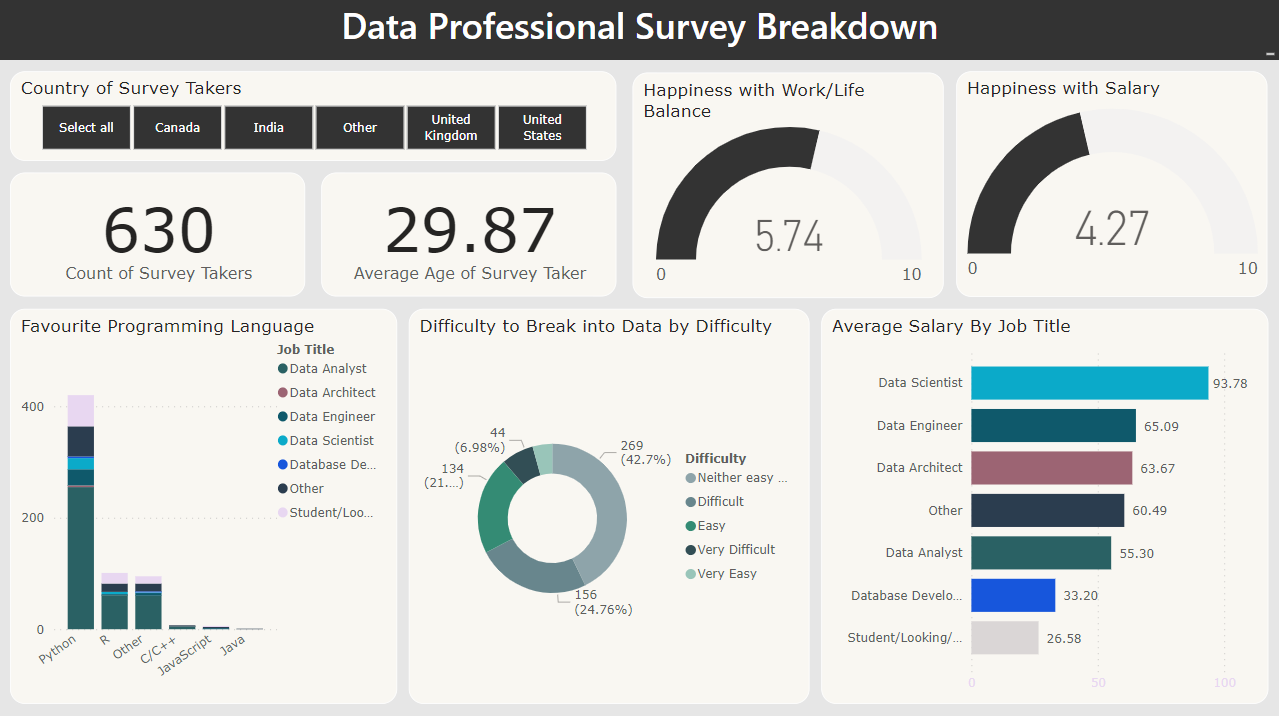 Data Professional Survey Breakdown
Country of Survey Takers
Select all
Canada
India
Other
United
Kingdom
United
States
630
Count of Survey Takers
29.87
Average Age of Survey Taker
Happiness with Work/Life
Balance
5.74
0
10
Happiness with Salary
4.27
0
10
Favourite Programming Language
Job Title
Data Analyst
Data Architect
Data Engineer
Data Scientist
Database De...
Other
Student/Loo...
400
200
0
Python
R
Other
C/C++
JavaScript
Java
Difficulty to Break into Data by Difficulty
44
(6.98%)
269
(42.7%)
134
(21....)
156
(24.76%)
Difficulty
Neither easy ...
Difficult
Easy
Very Difficult
Very Easy
Average Salary By Job Title
Data Scientist 93.78
Data Engineer 65.09
Data Architect 63.67
Other 60.49
Data Analyst 55.30
Database Develo... 33.20
Student/Looking/... 26.58
0 50 100